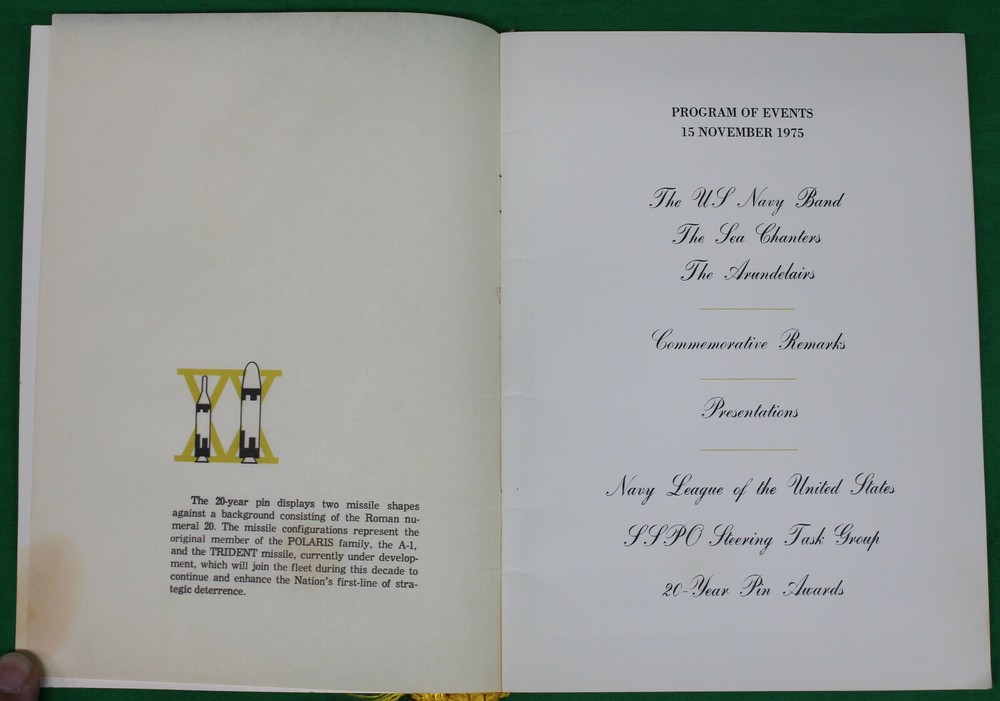 XX
The 20-year pin displays two missile shapes
against a background consisting of the Roman nu-
meral 20. The missile configurations represent the
original member of the POLARIS family, the A-1,
and the TRIDENT missile, currently under develop-
ment, which will join the fleet during this decade to
continue and enhance the Nation's first-line of stra-
tegic deterrence.
PROGRAM OF EVENTS
15 NOVEMBER 1975
The US Navy Band
The Sea Chanters
The Arundelairs
Commemorative Remarks
Presentations
Navy League of the United States
SSPO Steering Task Group
20-Year Pin Awards